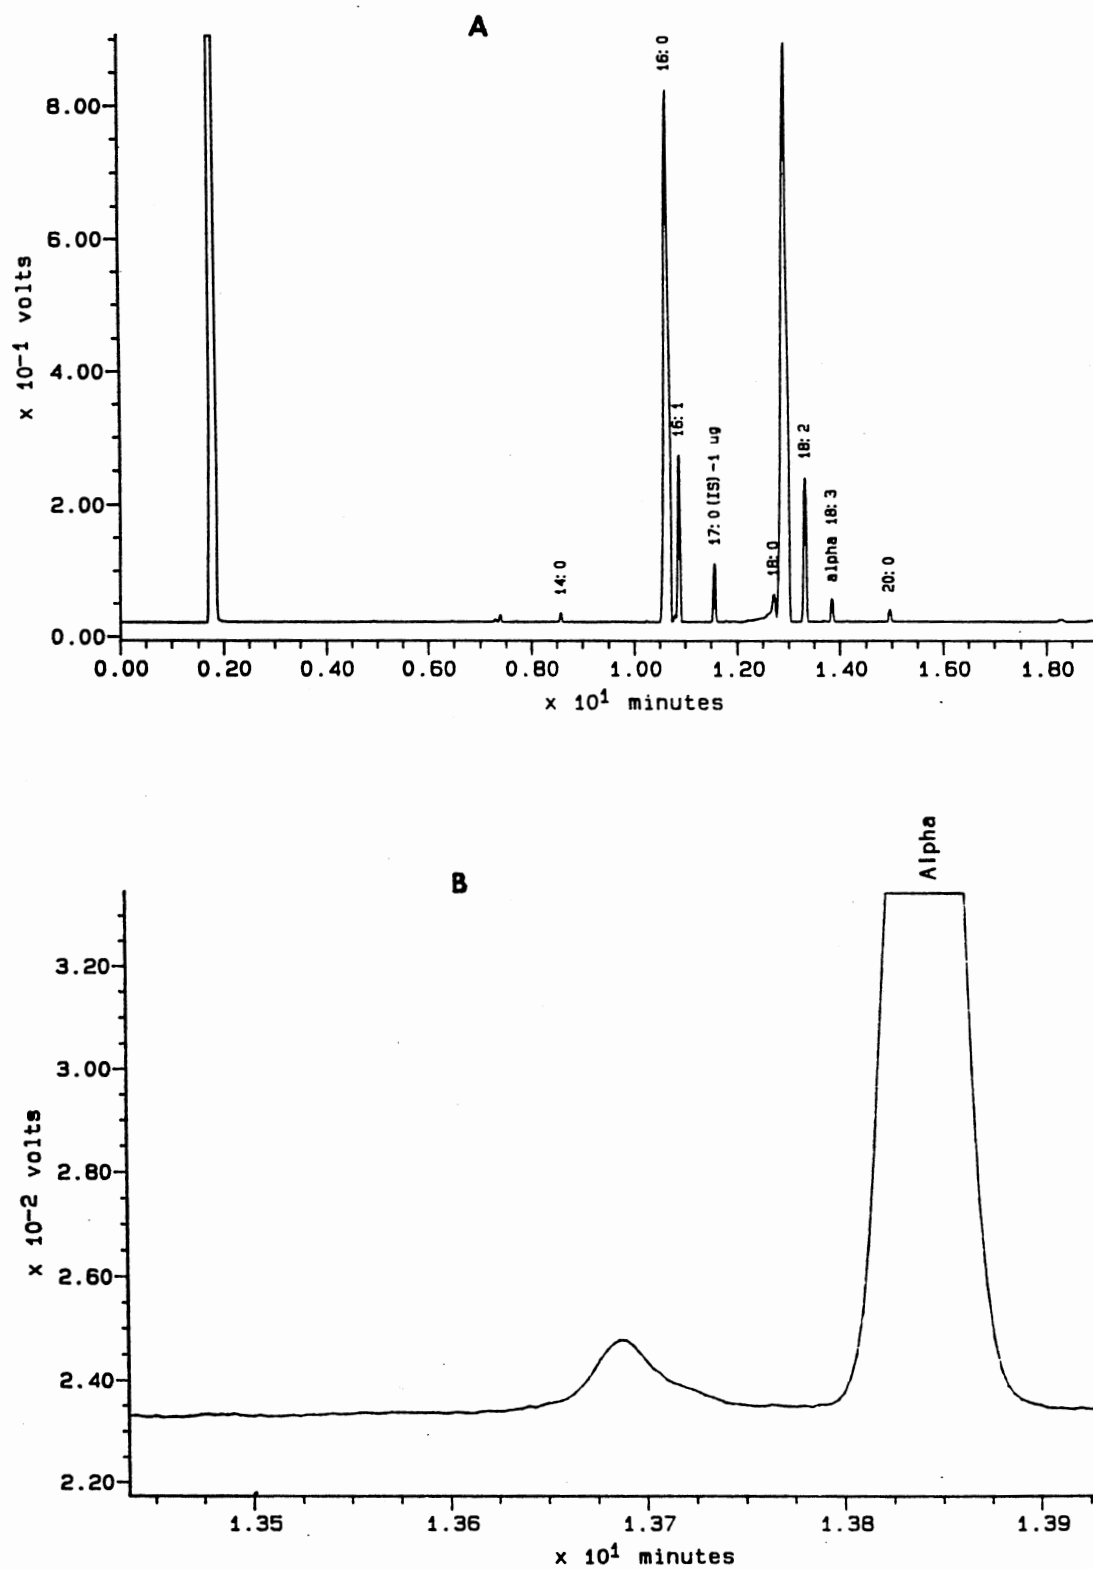 A
8.00
6.00
4.00
2.00
0.00
x 10-1 volts
16:0
16:1
17:0(IS)-1 ug
14:0
18:0
18:2
alpha 18:3
20:0
0.00 0.20 0.40 0.60 0.80 1.00 1.20 1.40 1.60 1.80
x 10¹ minutes
B
Alpha
3.20
3.00
2.80
2.60
2.40
2.20
x 10-2 volts
1.35 1.36 1.37 1.38 1.39
x 10¹ minutes